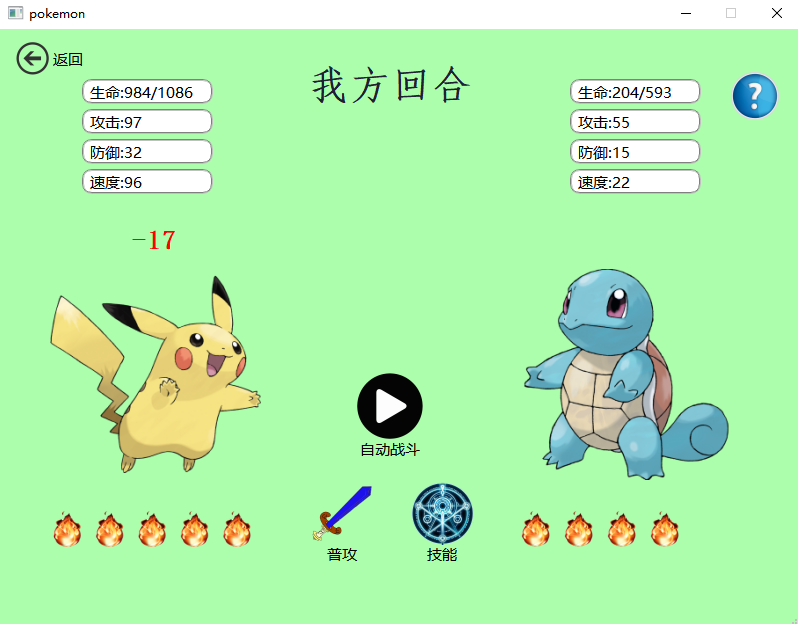 pokemon
返回
我方回合
生命:984/1086
攻击:97
防御:32
速度:96
生命:204/593
攻击:55
防御:15
速度:22
?
-17
自动战斗
普攻
技能